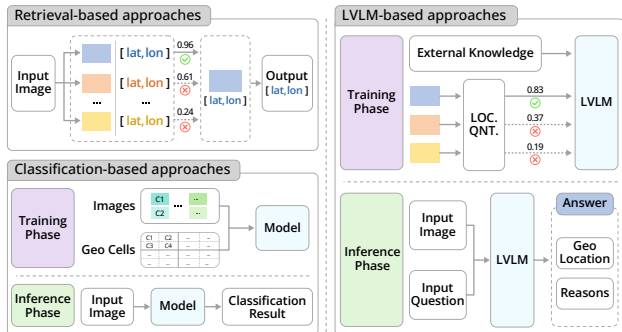 Retrieval-based approaches
Input
Image
[ lat,lon ]
0.96
[ lat,lon ]
0.61
...
...
[ lat,lon ]
0.24
[ lat,lon ]
Output
[ lat,lon ]
Classification-based approaches
Training
Phase
Images
C1
...
..
C2
..
Geo Cells
C1 C2 .. ..
C3 C4 .. ..
.. .. .. ..
Model
Inference
Phase
Input
Image
Model
Classification
Result
LVLM-based approaches
Training
Phase
External Knowledge
LOC.
QNT.
0.83
0.37
0.19
LVLM
Inference
Phase
Input
Image
Input
Question
LVLM
Answer
Geo
Location
Reasons